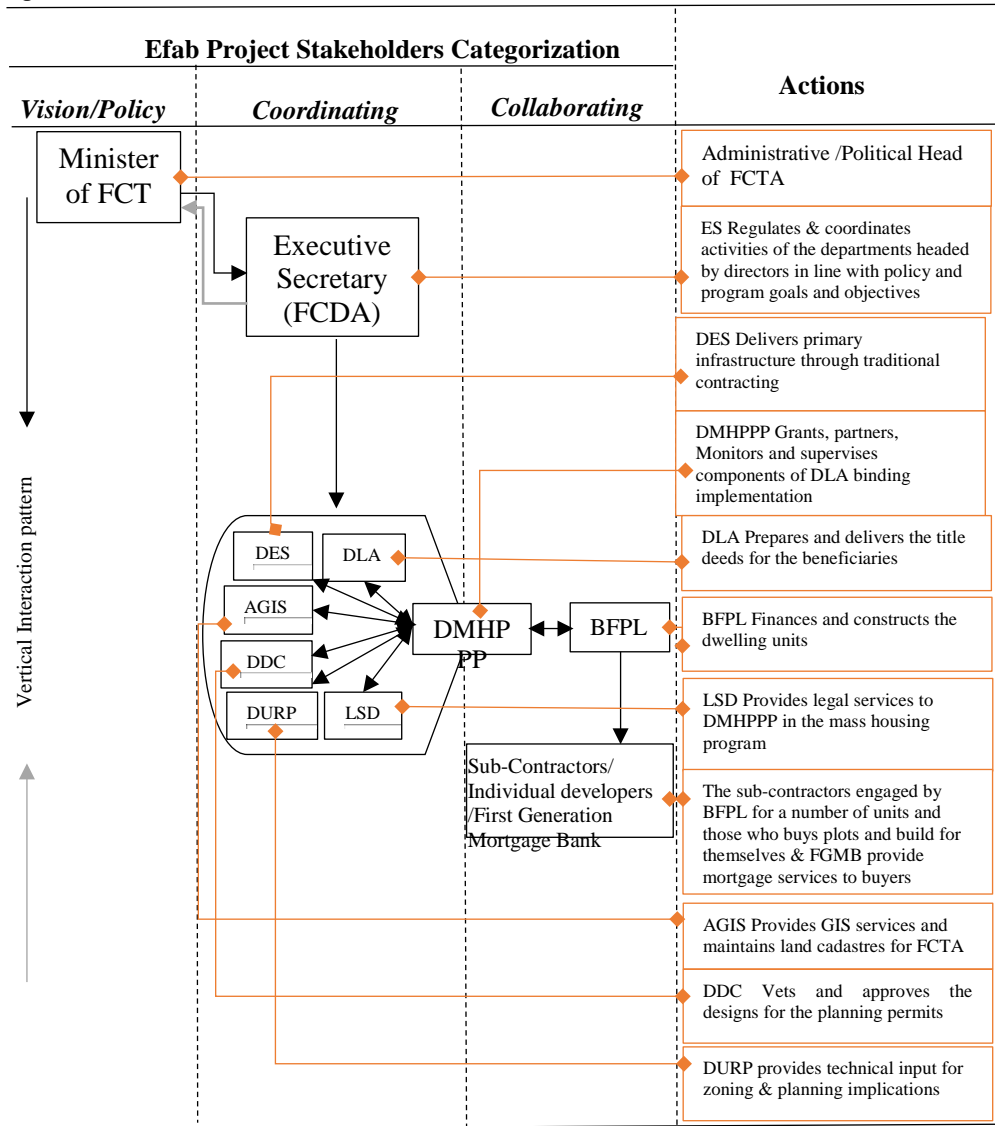 Efab Project Stakeholders Categorization
Actions
Vision/Policy
Coordinating
Collaborating
Minister
of FCT
Executive
Secretary
(FCDA)
Vertical Interaction pattern
DES
DLA
AGIS
DDC
DURP
LSD
DMHP
PP
BFPL
Sub-Contractors/
Individual developers
/First Generation
Mortgage Bank
Administrative /Political Head
of FCTA
ES Regulates & coordinates
activities of the departments headed
by directors in line with policy and
program goals and objectives
DES Delivers primary
infrastructure through traditional
contracting
DMHPPP Grants, partners,
Monitors and supervises
components of DLA binding
implementation
DLA Prepares and delivers the title
deeds for the beneficiaries
BFPL Finances and constructs the
dwelling units
LSD Provides legal services to
DMHPPP in the mass housing
program
The sub-contractors engaged by
BFPL for a number of units and
those who buys plots and build for
themselves & FGMB provide
mortgage services to buyers
AGIS Provides GIS services and
maintains land cadastres for FCTA
DDC Vets and approves the
designs for the planning permits
DURP provides technical input for
zoning & planning implications